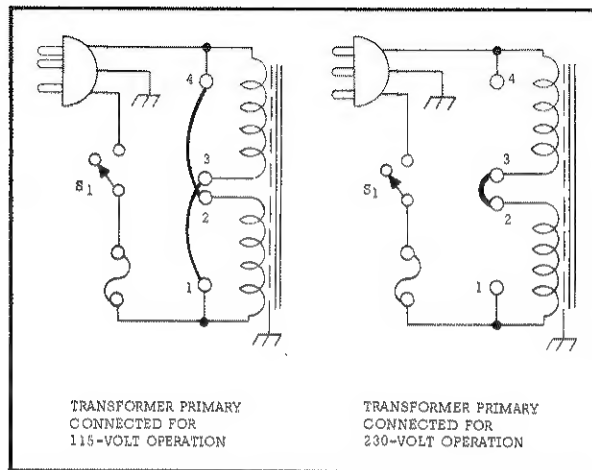 4
3
S1
2
1
4
3
S1
2
1
TRANSFORMER PRIMARY
CONNECTED FOR
115-VOLT OPERATION
TRANSFORMER PRIMARY
CONNECTED FOR
230-VOLT OPERATION